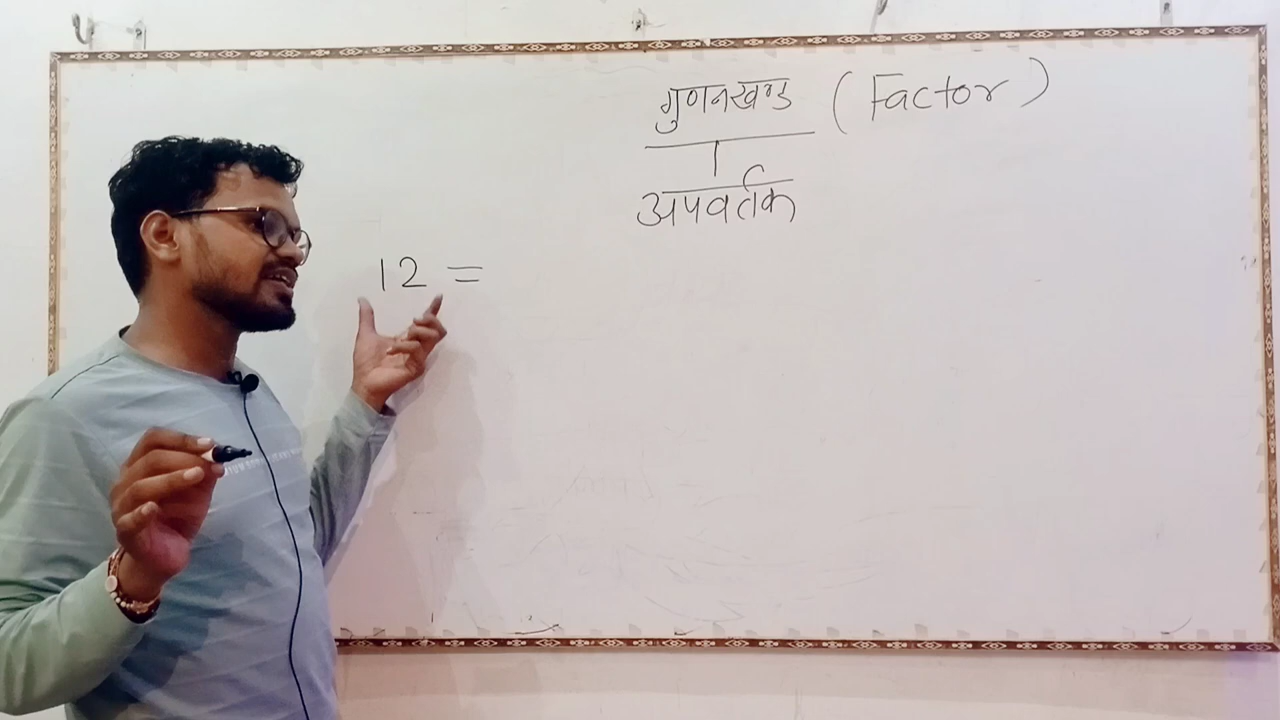 गुणनखण्ड (Factor)
अपवर्तक
12 =